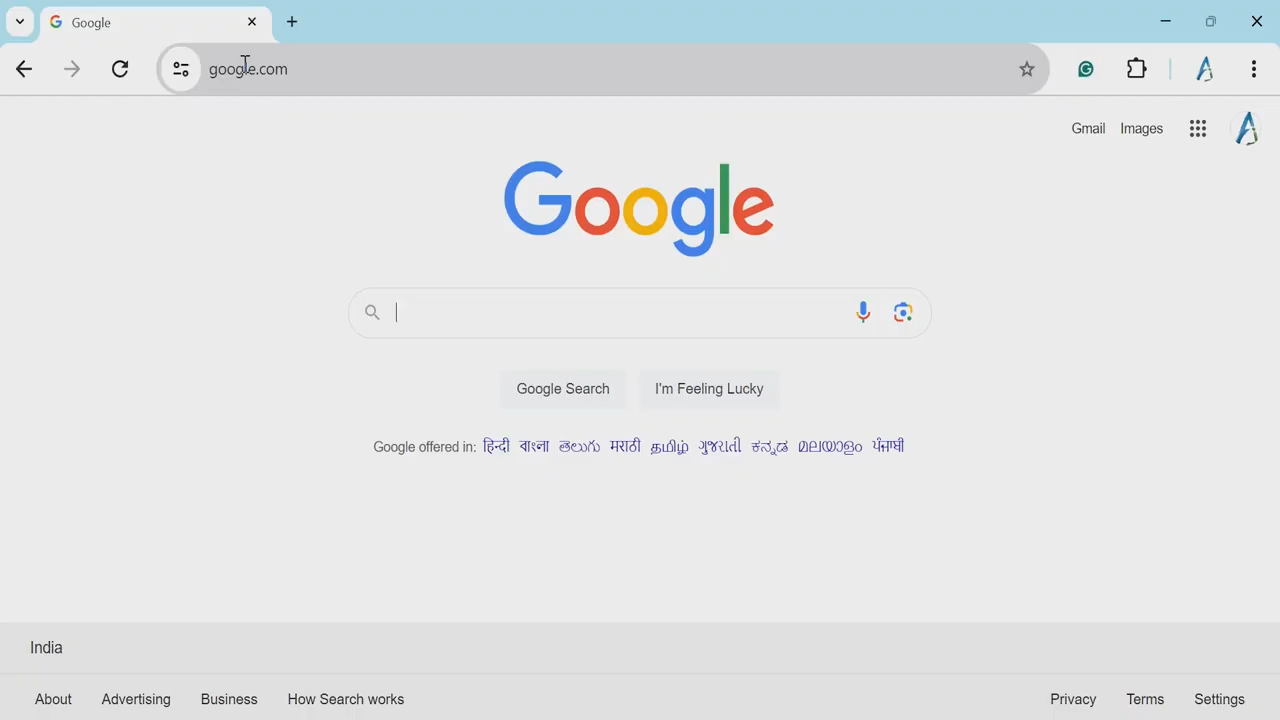 Google
google.com
Gmail Images
Google
Google Search I'm Feeling Lucky
Google offered in: हिन्दी বাংলা తెలుగు मराठी தமிழ் ગુજરાતી ಕನ್ನಡ മലയാളം ਪੰਜਾਬੀ
India
About Advertising Business How Search works Privacy Terms Settings